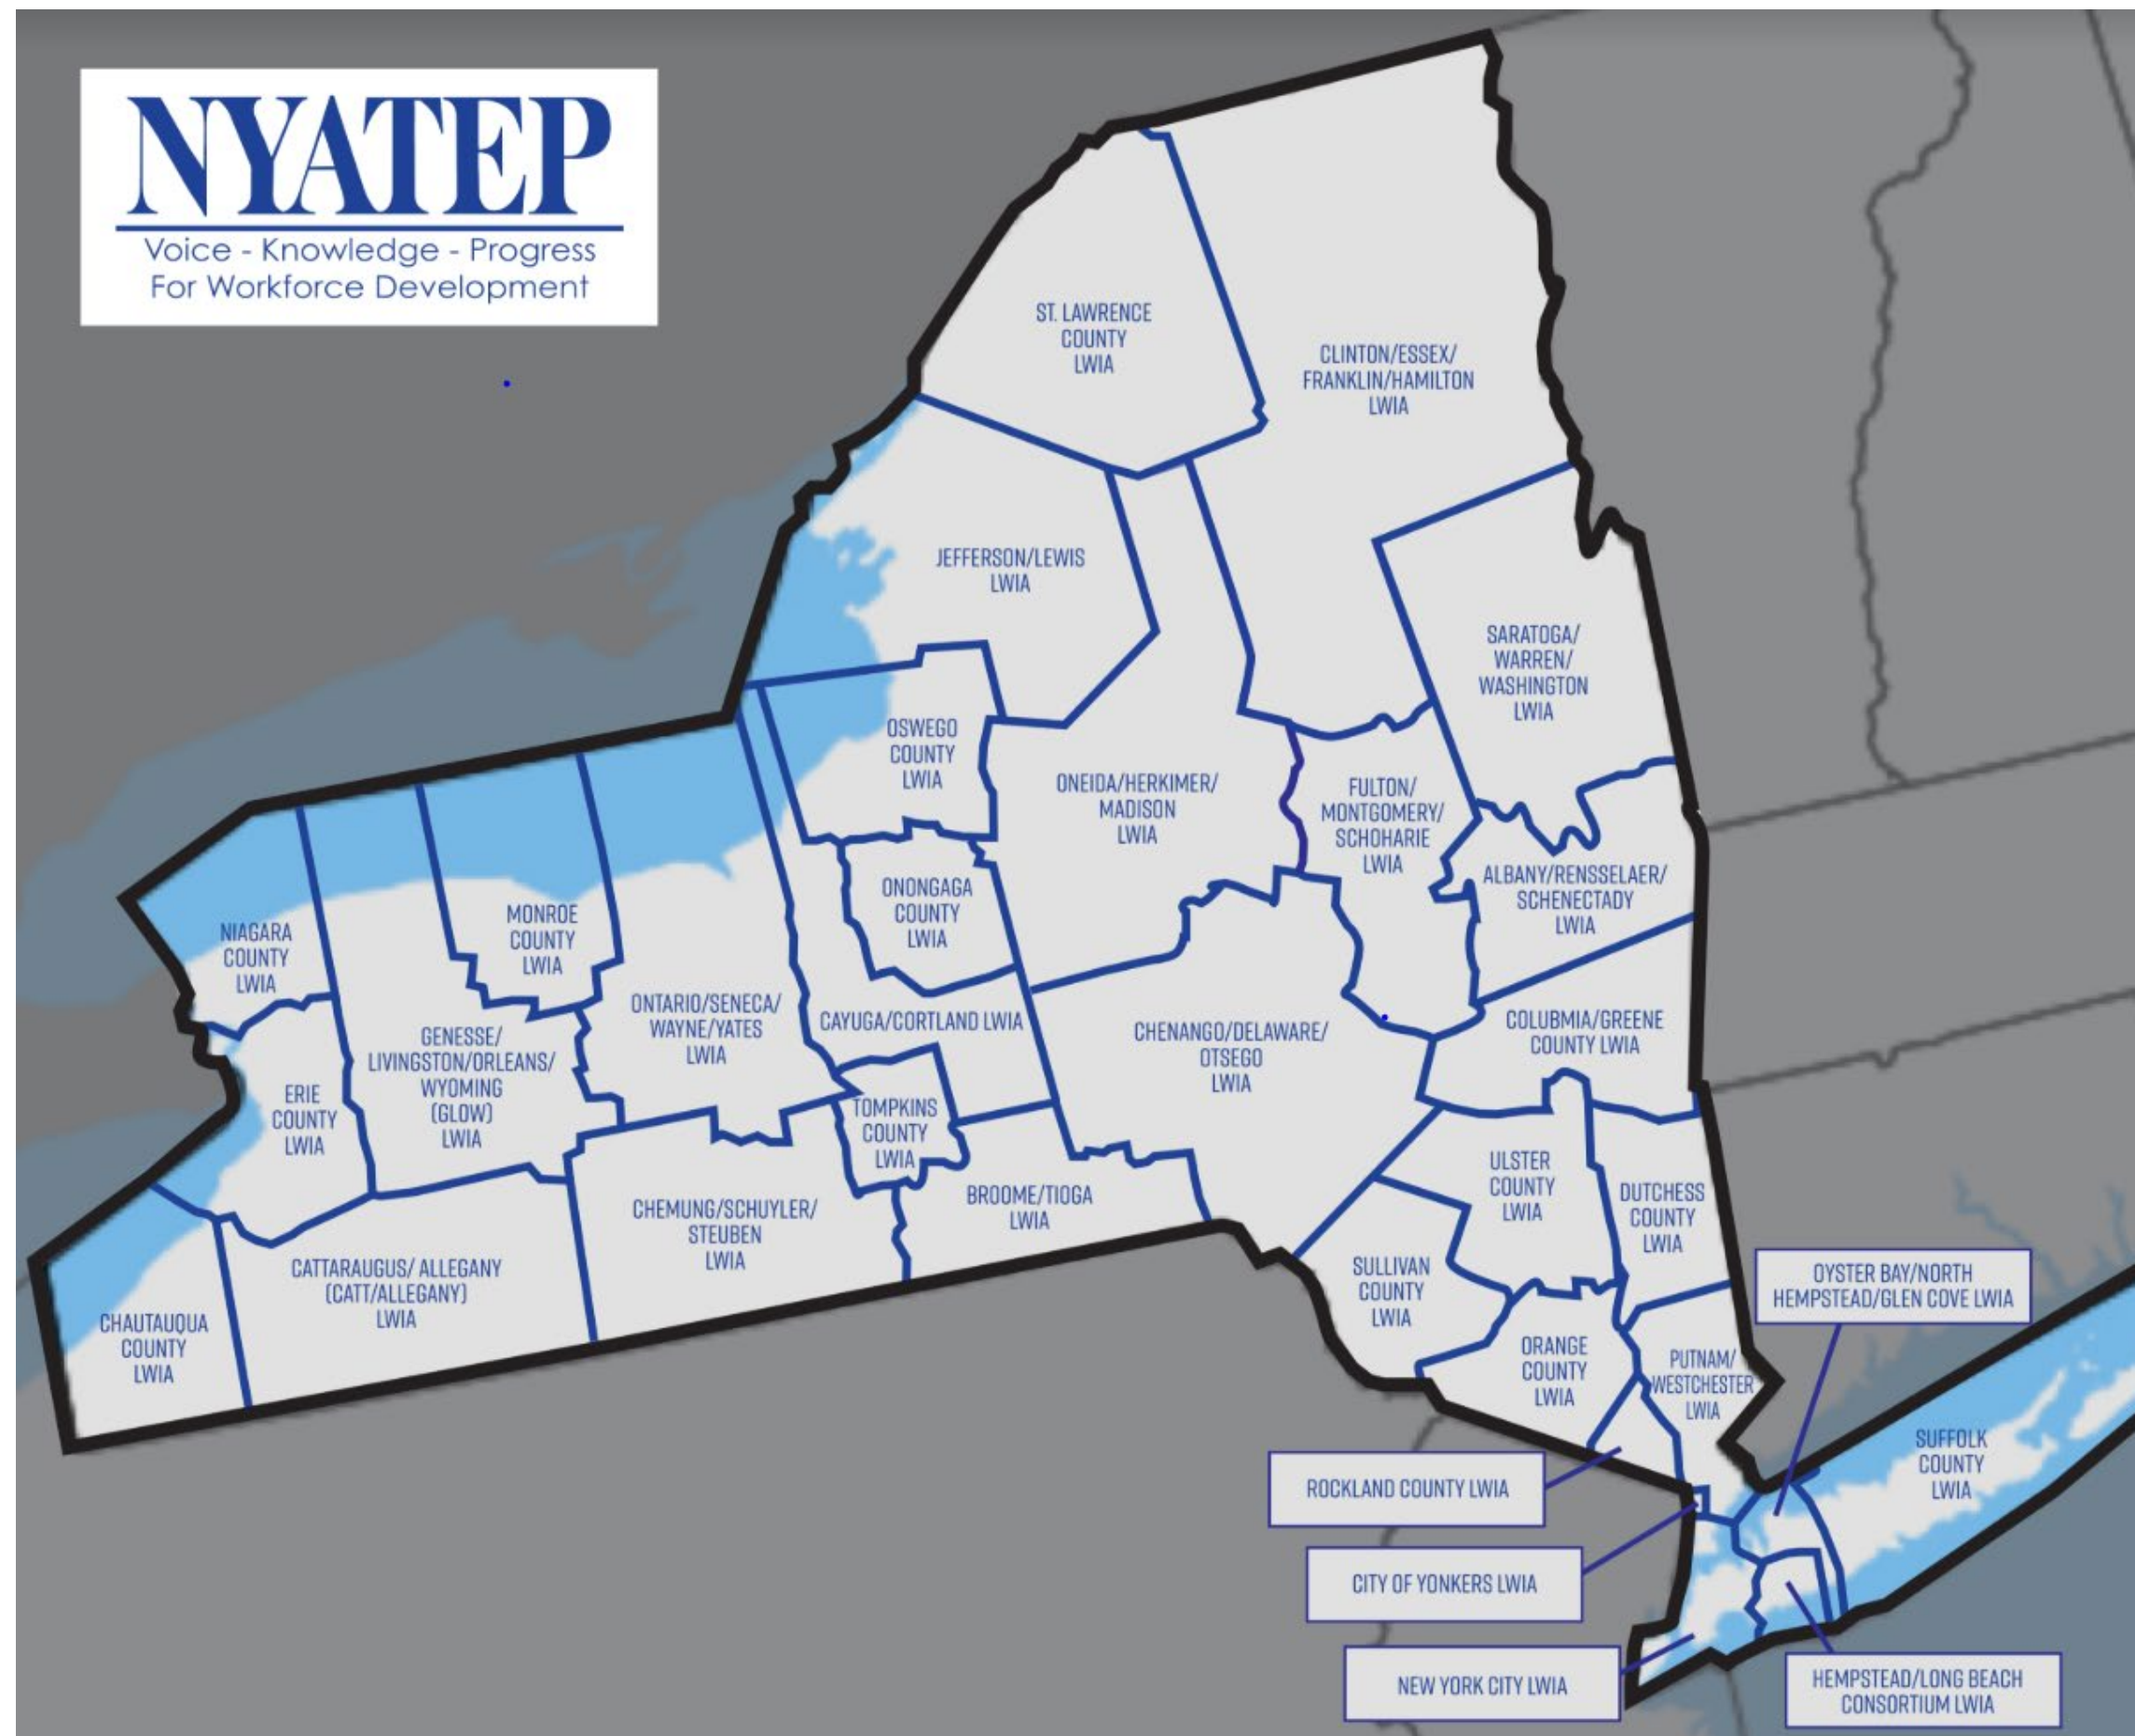 NYATEP
Voice - Knowledge - Progress
For Workforce Development
ST. LAWRENCE
COUNTY
LWIA
CLINTON/ESSEX/
FRANKLIN/HAMILTON
LWIA
JEFFERSON/LEWIS
LWIA
SARATOGA/
WARREN/
WASHINGTON
LWIA
OSWEGO
COUNTY
LWIA
ONEIDA/HERKIMER/
MADISON
LWIA
FULTON/
MONTGOMERY/
SCHOHARIE
LWIA
ALBANY/RENSSELAER/
SCHENECTADY
LWIA
ONONGAGA
COUNTY
LWIA
MONROE
COUNTY
LWIA
NIAGARA
COUNTY
LWIA
ONTARIO/SENECA/
WAYNE/YATES
LWIA
CAYUGA/CORTLAND LWIA
GENESSE/
LIVINGSTON/ORLEANS/
WYOMING
(GLOW)
LWIA
CHENANGO/DELAWARE/
OTSEGO
LWIA
COLUBMIA/GREENE
COUNTY LWIA
ERIE
COUNTY
LWIA
TOMPKINS
COUNTY
LWIA
ULSTER
COUNTY
LWIA
DUTCHESS
COUNTY
LWIA
BROOME/TIOGA
LWIA
CHEMUNG/SCHUYLER/
STEUBEN
LWIA
CATTARAUGUS/ ALLEGANY
(CATT/ALLEGANY)
LWIA
SULLIVAN
COUNTY
LWIA
OYSTER BAY/NORTH
HEMPSTEAD/GLEN COVE LWIA
CHAUTAUQUA
COUNTY
LWIA
ORANGE
COUNTY
LWIA
PUTNAM/
WESTCHESTER
LWIA
SUFFOLK
COUNTY
LWIA
ROCKLAND COUNTY LWIA
CITY OF YONKERS LWIA
NEW YORK CITY LWIA
HEMPSTEAD/LONG BEACH
CONSORTIUM LWIA